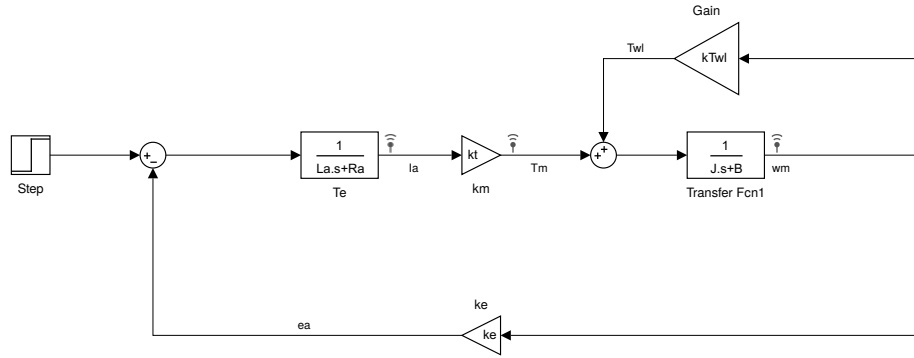 Gain
Twl
kTwl
+
−
1
La.s+Ra
Ia
kt
Tm
+
+
1
J.s+B
wm
Step
Te
km
Transfer Fcn1
ke
ea
ke